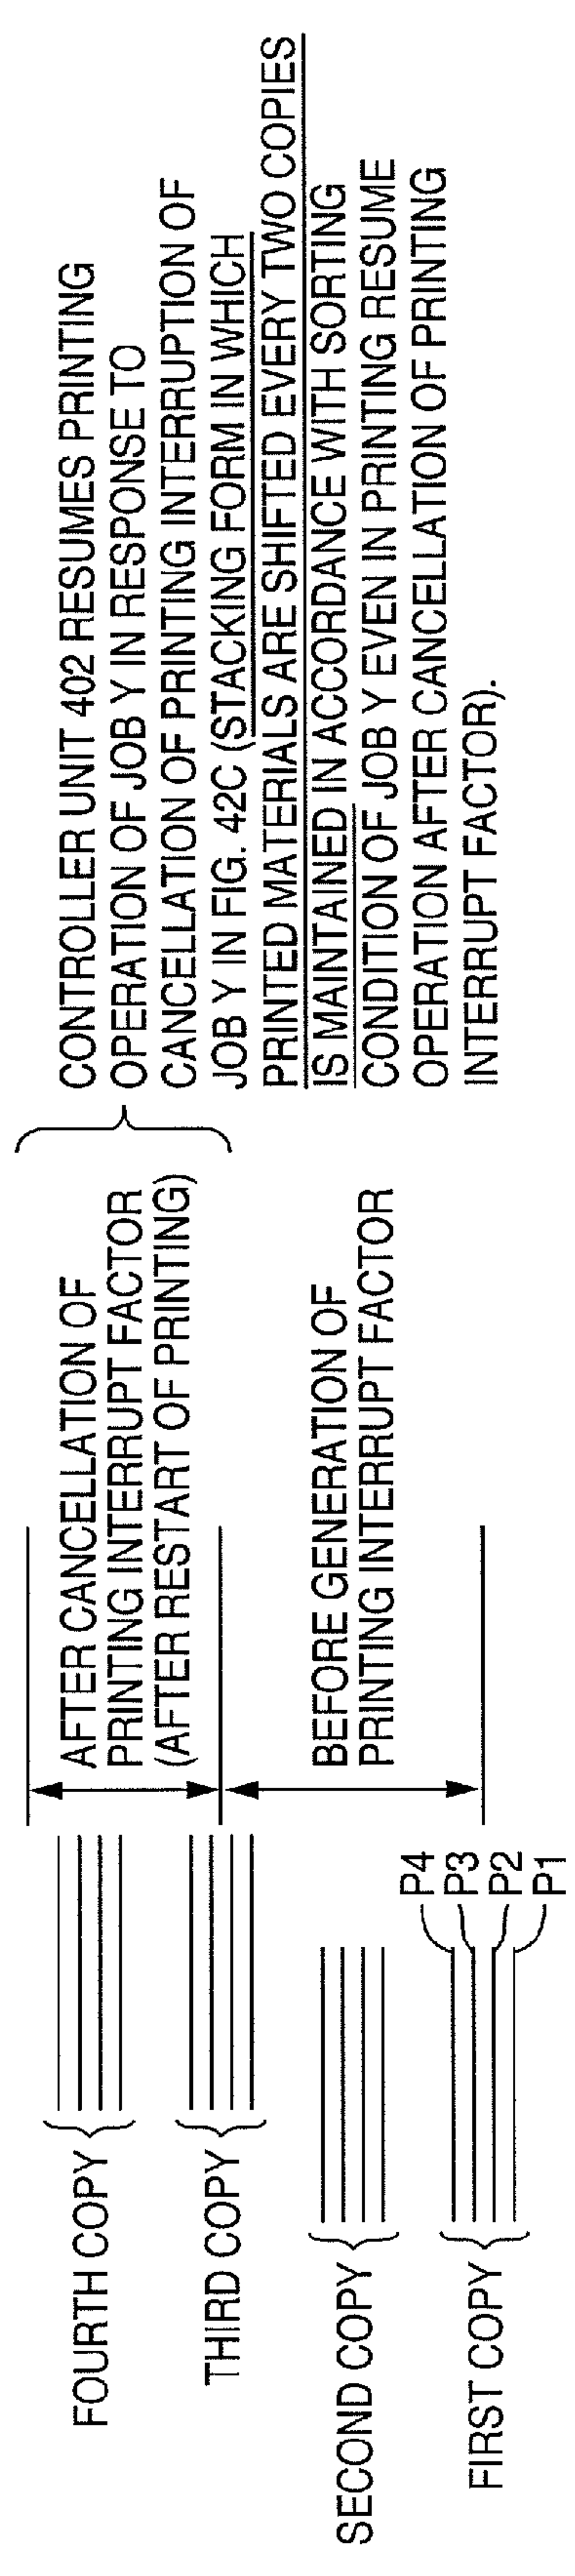 FOURTH COPY
THIRD COPY
SECOND COPY
FIRST COPY
P4
P3
P2
P1
AFTER CANCELLATION OF
PRINTING INTERRUPT FACTOR
(AFTER RESTART OF PRINTING)
BEFORE GENERATION OF
PRINTING INTERRUPT FACTOR
CONTROLLER UNIT 402 RESUMES PRINTING
OPERATION OF JOB Y IN RESPONSE TO
CANCELLATION OF PRINTING INTERRUPTION OF
JOB Y IN FIG. 42C (STACKING FORM IN WHICH
PRINTED MATERIALS ARE SHIFTED EVERY TWO COPIES
IS MAINTAINED IN ACCORDANCE WITH SORTING
CONDITION OF JOB Y EVEN IN PRINTING RESUME
OPERATION AFTER CANCELLATION OF PRINTING
INTERRUPT FACTOR).